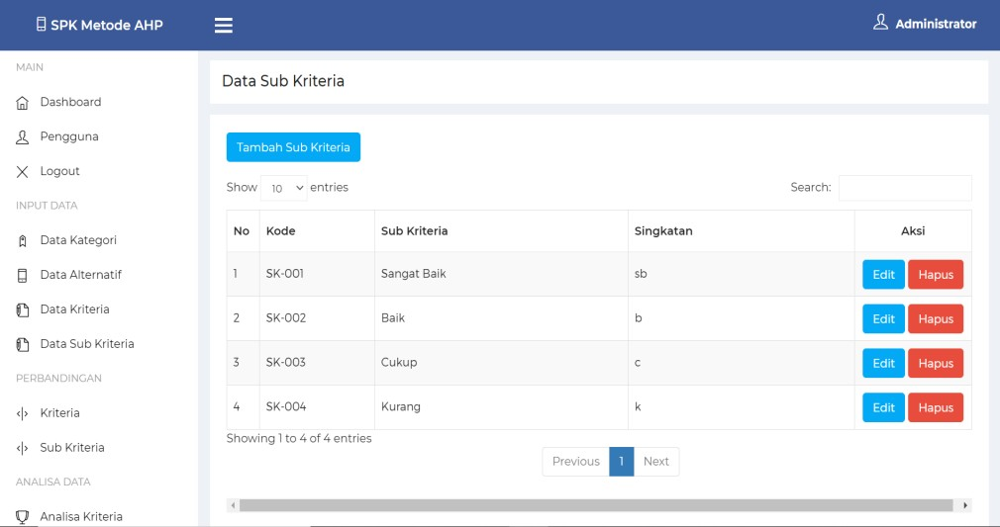 SPK Metode AHP
Administrator
MAIN
Dashboard
Pengguna
Logout
INPUT DATA
Data Kategori
Data Alternatif
Data Kriteria
Data Sub Kriteria
PERBANDINGAN
Kriteria
Sub Kriteria
ANALISA DATA
Analisa Kriteria
Data Sub Kriteria
Tambah Sub Kriteria
Show 10 entries Search:
No Kode Sub Kriteria Singkatan Aksi
1 SK-001 Sangat Baik sb Edit Hapus
2 SK-002 Baik b Edit Hapus
3 SK-003 Cukup c Edit Hapus
4 SK-004 Kurang k Edit Hapus
Showing 1 to 4 of 4 entries
Previous 1 Next